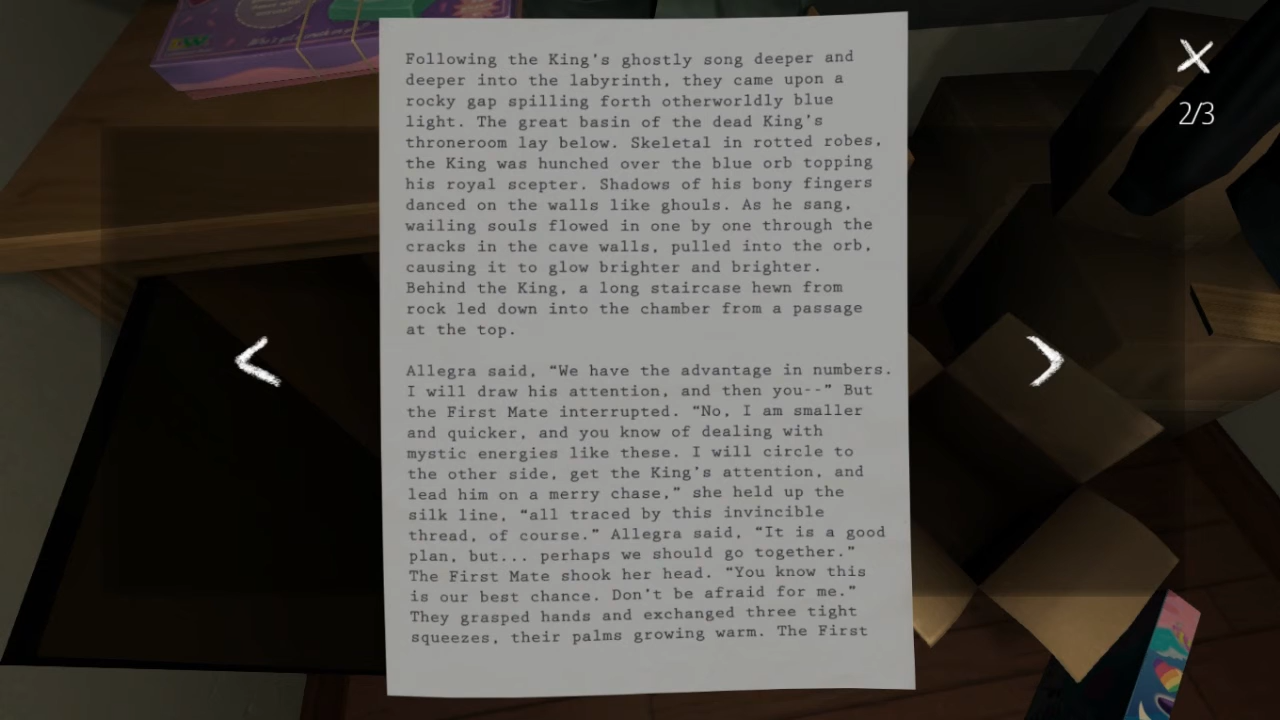 Following the King's ghostly song deeper and
deeper into the labyrinth, they came upon a
rocky gap spilling forth otherworldly blue
light. The great basin of the dead King's
throneroom lay below. Skeletal in rotted robes,
the King was hunched over the blue orb topping
his royal scepter. Shadows of his bony fingers
danced on the walls like ghouls. As he sang,
wailing souls flowed in one by one through the
cracks in the cave walls, pulled into the orb,
causing it to glow brighter and brighter.
Behind the King, a long staircase hewn from
rock led down into the chamber from a passage
at the top.
Allegra said, “We have the advantage in numbers.
I will draw his attention, and then you--” But
the First Mate interrupted. “No, I am smaller
and quicker, and you know of dealing with
mystic energies like these. I will circle to
the other side, get the King's attention, and
lead him on a merry chase,” she held up the
silk line, “all traced by this invincible
thread, of course.” Allegra said, “It is a good
plan, but... perhaps we should go together.”
The First Mate shook her head. “You know this
is our best chance. Don't be afraid for me.”
They grasped hands and exchanged three tight
squeezes, their palms growing warm. The First
2/3